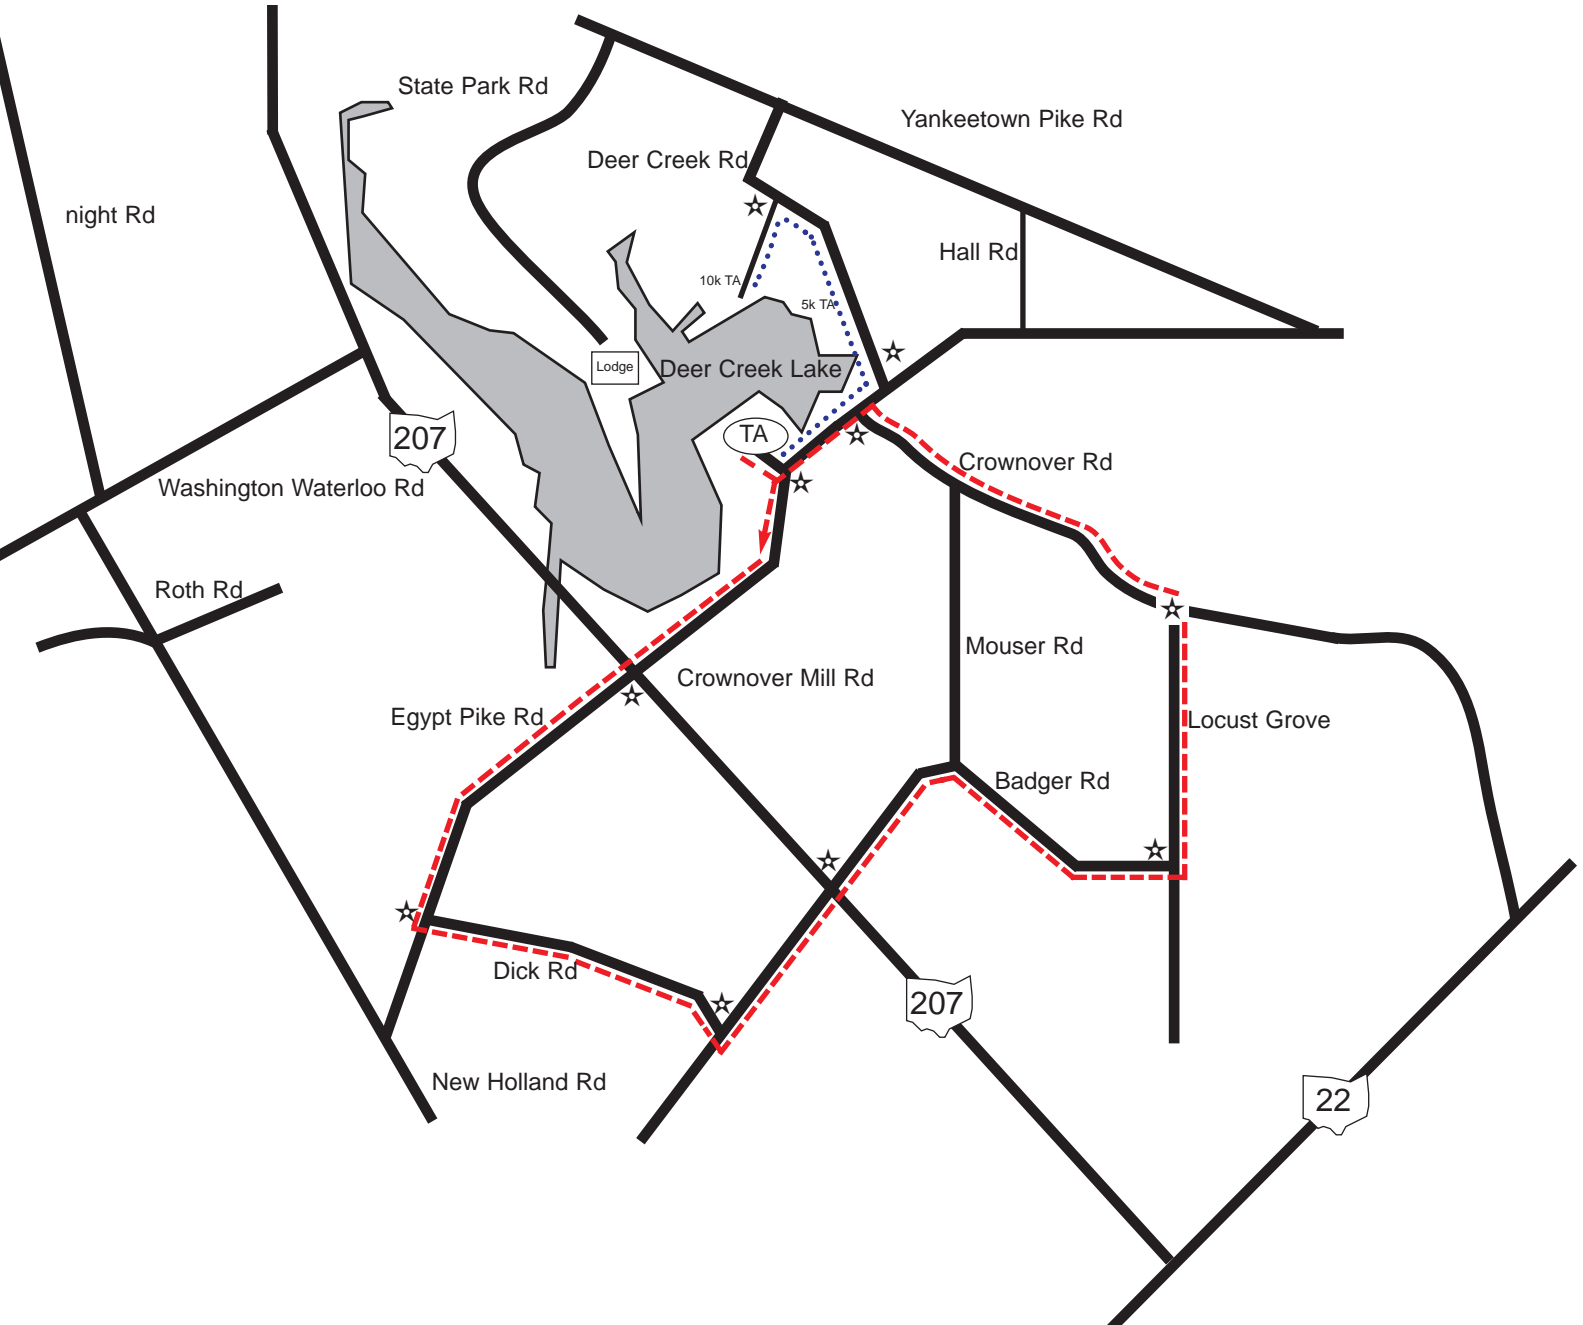 State Park Rd
Yankeetown Pike Rd
Deer Creek Rd
night Rd
Hall Rd
10k TA
5k TA
Lodge
Deer Creek Lake
TA
207
Crownover Rd
Washington Waterloo Rd
Roth Rd
Mouser Rd
Crownover Mill Rd
Egypt Pike Rd
Locust Grove
Badger Rd
Dick Rd
207
New Holland Rd
22